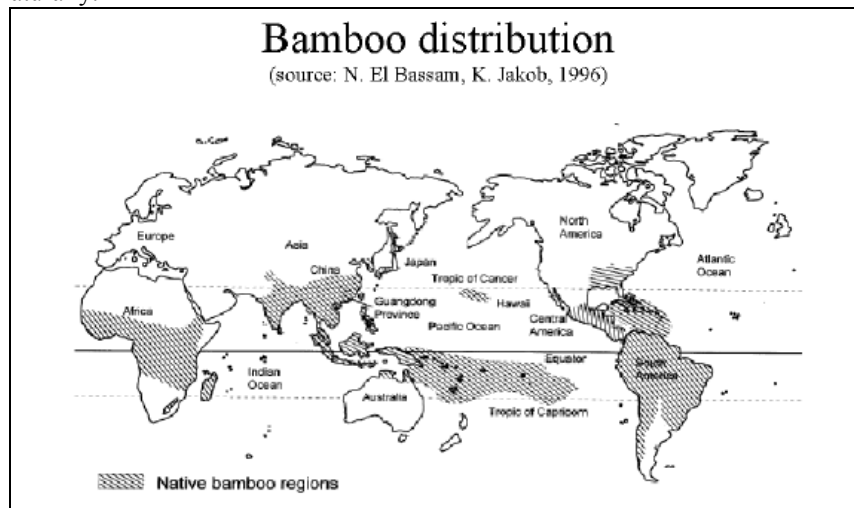 Bamboo distribution
(source: N. El Bassam, K. Jakob, 1996)
Europe
Asia
China
Japan
North
America
Atlantic
Ocean
Tropic of Cancer
Hawaii
Africa
Guangdong
Province
Pacific Ocean
Central
America
Equator
South
America
Indian
Ocean
Australia
Tropic of Capricorn
Native bamboo regions